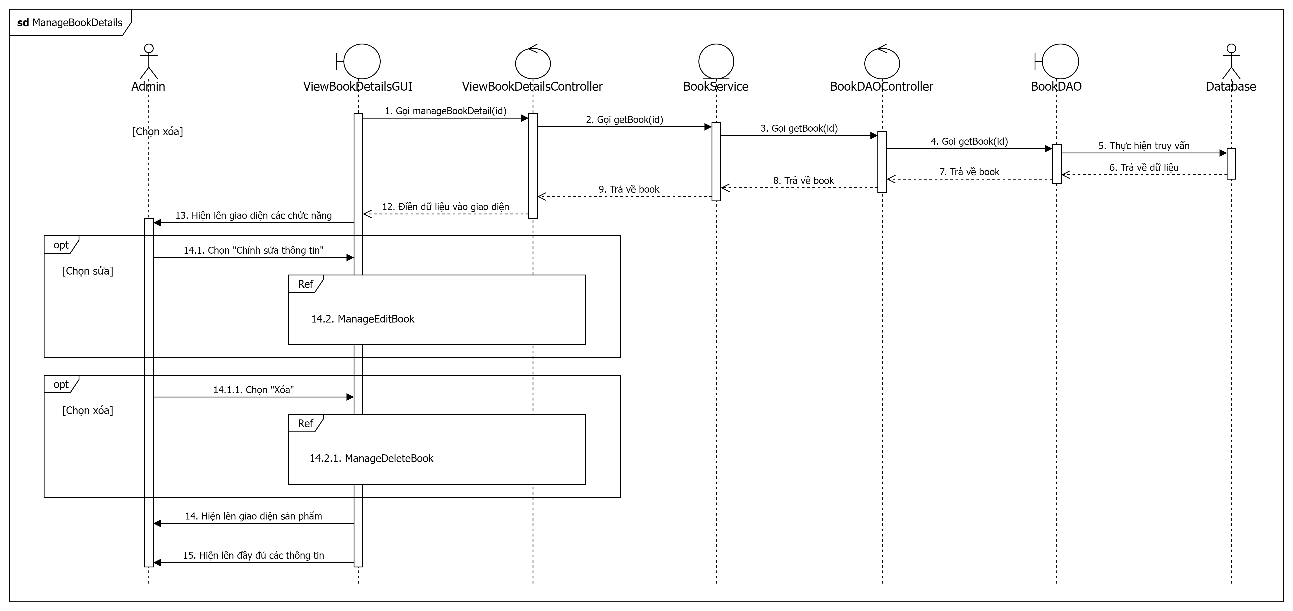 sd ManageBookDetails
Admin
ViewBookDetailsGUI
ViewBookDetailsController
BookService
BookDAOController
BookDAO
Database
[Chọn xóa]
1. Gọi manageBookDetail(id)
2. Gọi getBook(id)
3. Gọi getBook(id)
4. Gọi getBook(id)
5. Thực hiện truy vấn
6. Trả về dữ liệu
7. Trả về book
8. Trả về book
9. Trả về book
12. Điền dữ liệu vào giao diện
13. Hiện lên giao diện các chức năng
opt
14.1. Chọn "Chỉnh sửa thông tin"
[Chọn sửa]
Ref
14.2. ManageEditBook
opt
14.1.1. Chọn "Xóa"
[Chọn xóa]
Ref
14.2.1. ManageDeleteBook
14. Hiện lên giao diện sản phẩm
15. Hiện lên đầy đủ các thông tin